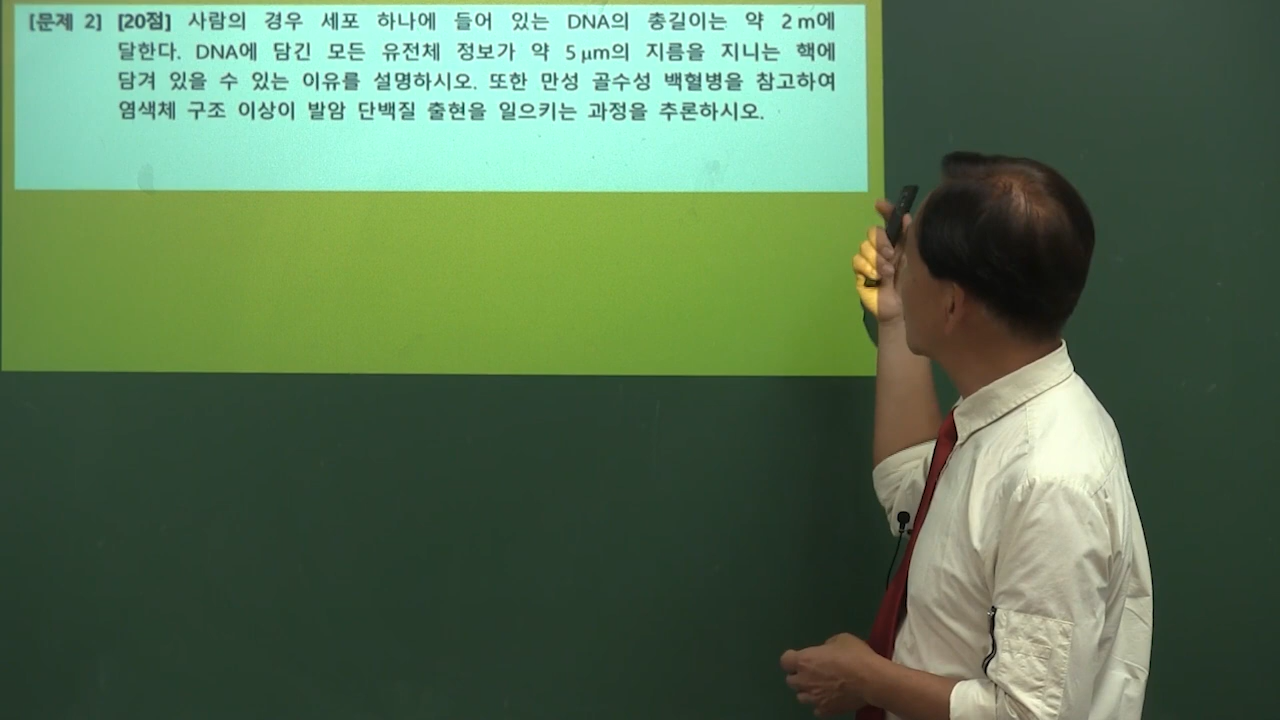 [문제 2] [20점] 사람의 경우 세포 하나에 들어 있는 DNA의 총길이는 약 2 m에
달한다. DNA에 담긴 모든 유전체 정보가 약 5 μm의 지름을 지니는 핵에
담겨 있을 수 있는 이유를 설명하시오. 또한 만성 골수성 백혈병을 참고하여
염색체 구조 이상이 발암 단백질 출현을 일으키는 과정을 추론하시오.